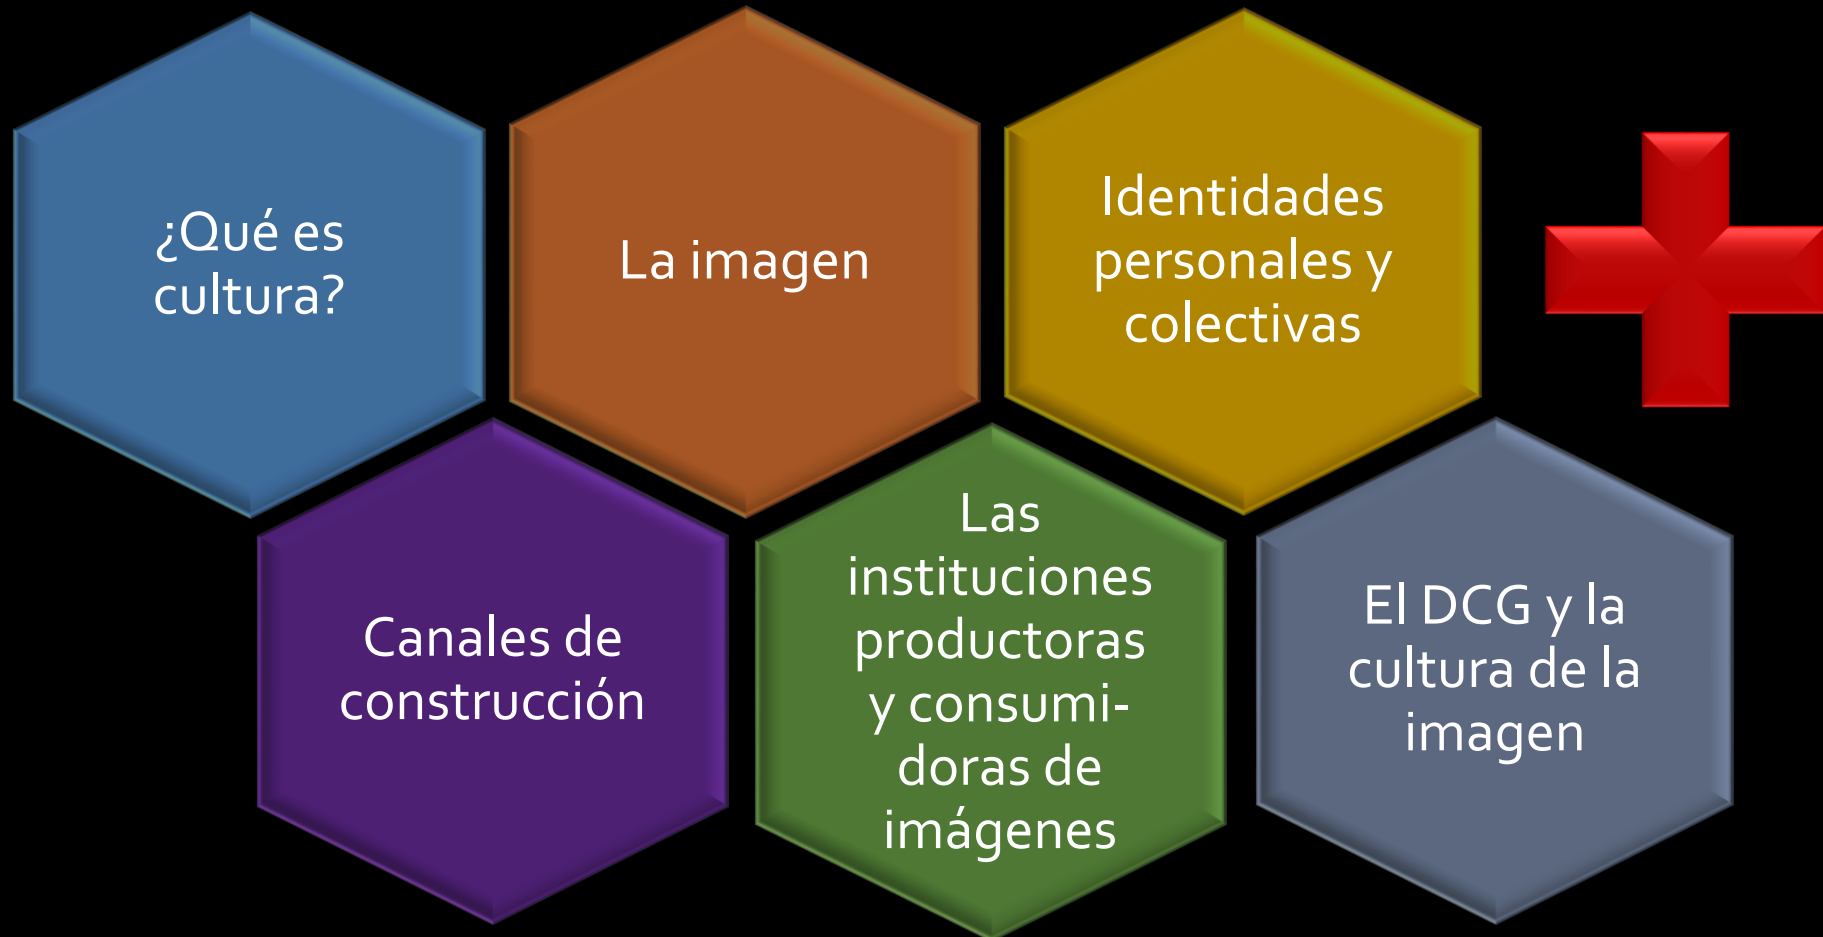 ¿Qué es
cultura?
La imagen
Identidades
personales y
colectivas
Canales de
construcción
Las
instituciones
productoras
y consumi-
doras de
imágenes
El DCG y la
cultura de la
imagen